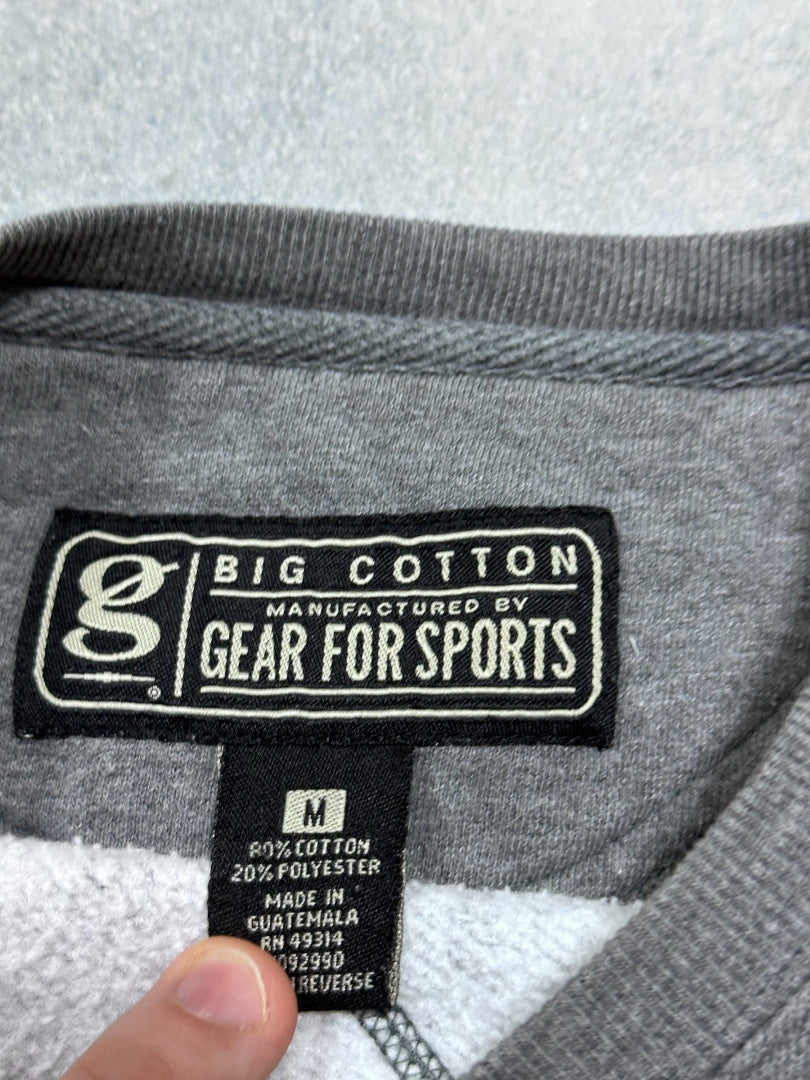 g
BIG COTTON
MANUFACTURED BY
GEAR FOR SPORTS
®
M
80% COTTON
20% POLYESTER
MADE IN
GUATEMALA
RN 49314
092990
REVERSE